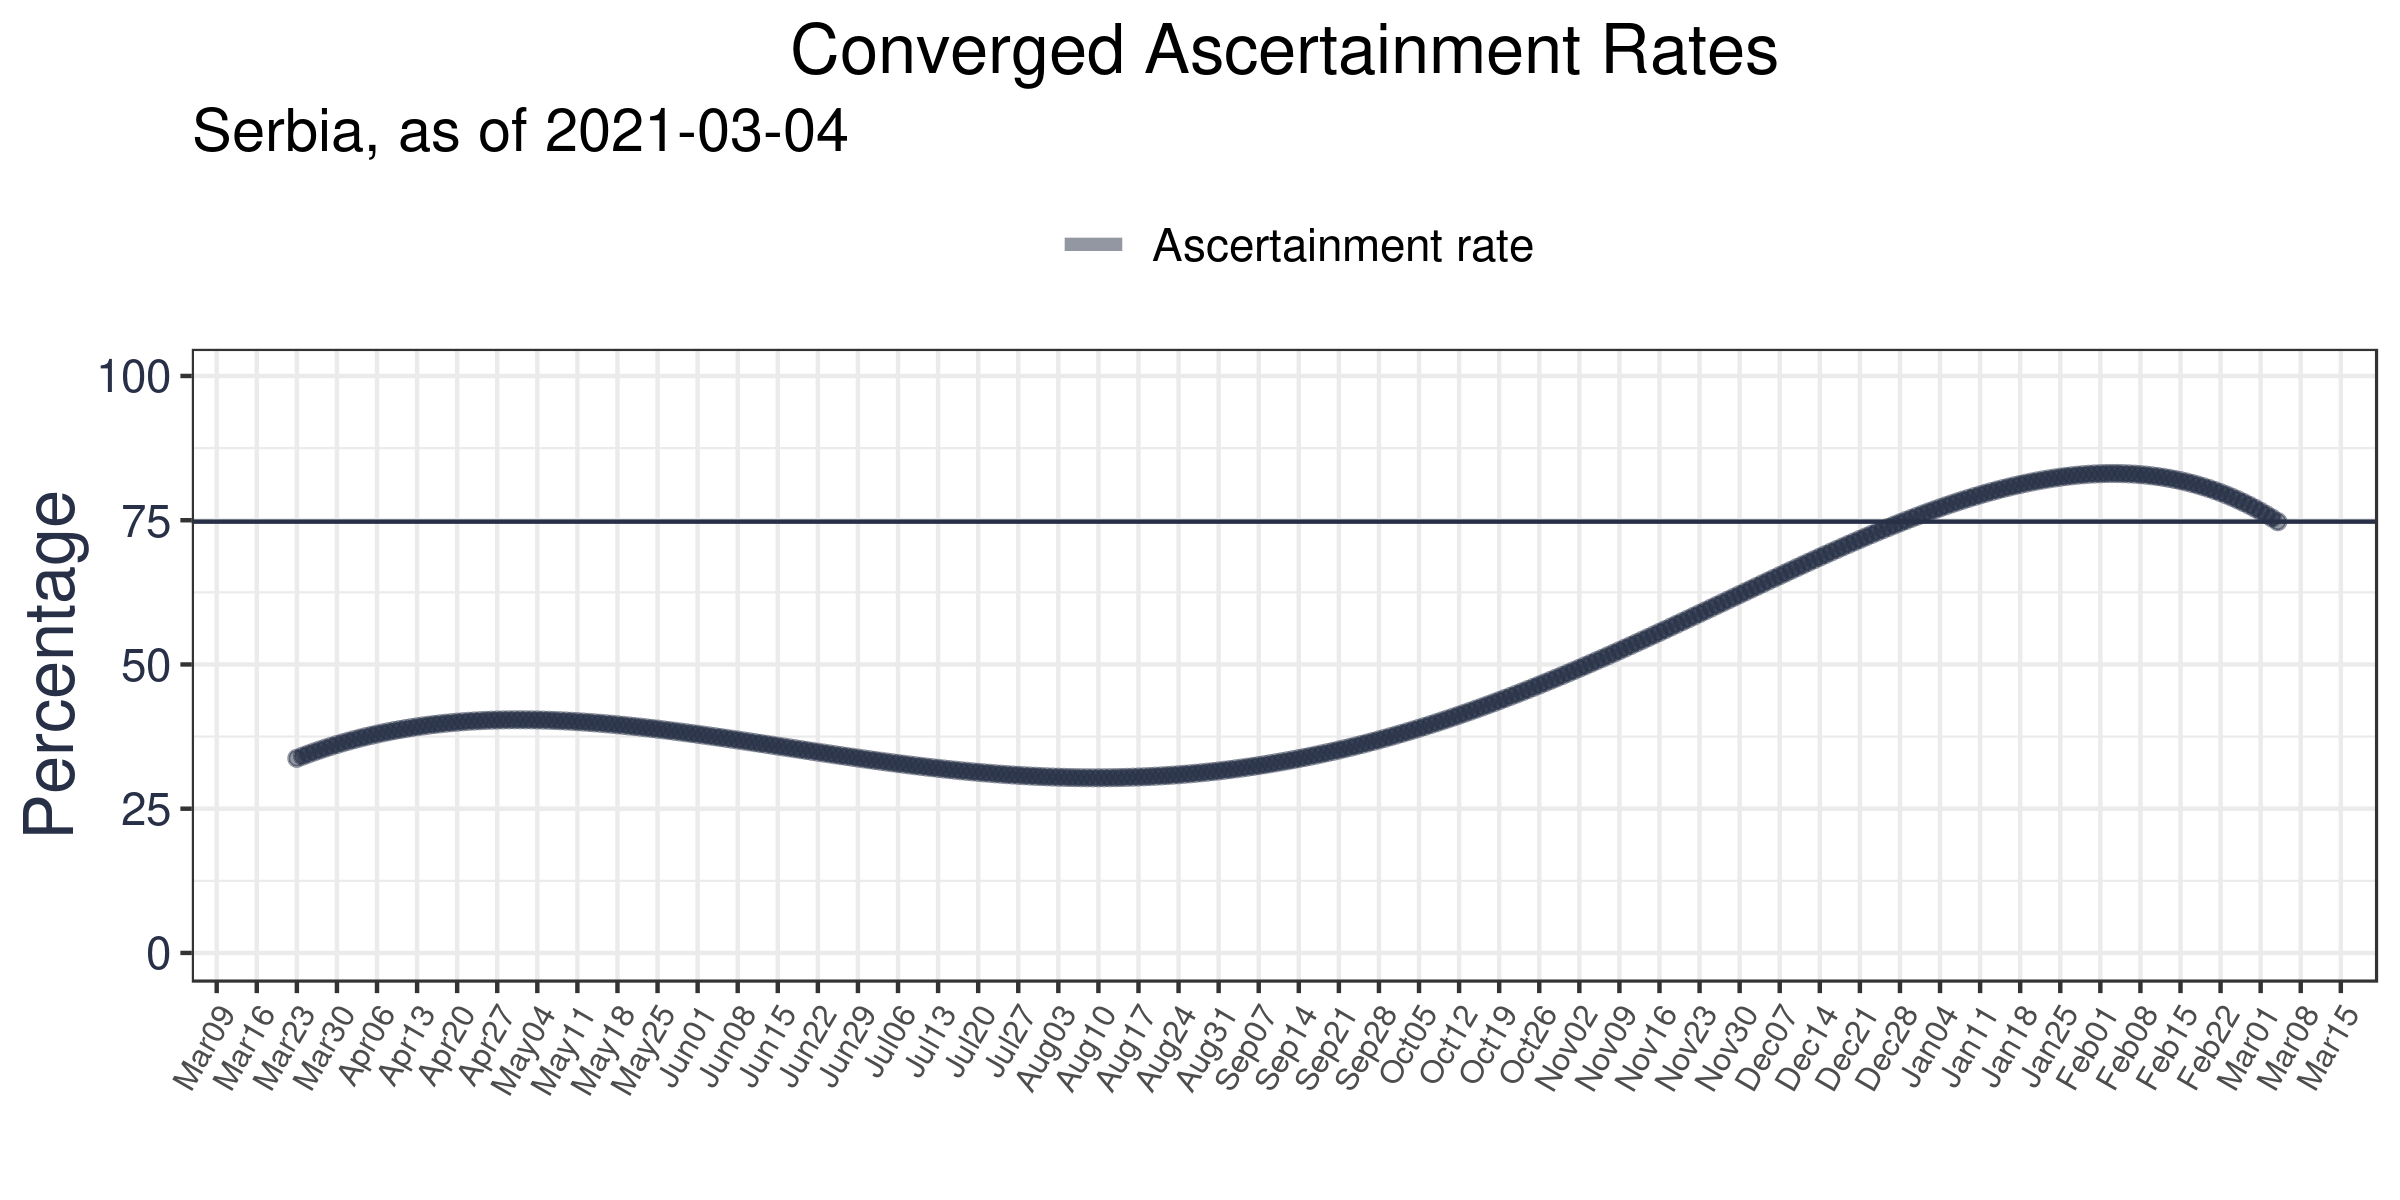 Converged Ascertainment Rates
Serbia, as of 2021-03-04
Ascertainment rate
Percentage
100
75
50
25
0
Mar09
Mar16
Mar23
Mar30
Apr06
Apr13
Apr20
Apr27
May04
May11
May18
May25
Jun01
Jun08
Jun15
Jun22
Jun29
Jul06
Jul13
Jul20
Jul27
Aug03
Aug10
Aug17
Aug24
Aug31
Sep07
Sep14
Sep21
Sep28
Oct05
Oct12
Oct19
Oct26
Nov02
Nov09
Nov16
Nov23
Nov30
Dec07
Dec14
Dec21
Dec28
Jan04
Jan11
Jan18
Jan25
Feb01
Feb08
Feb15
Feb22
Mar01
Mar08
Mar15